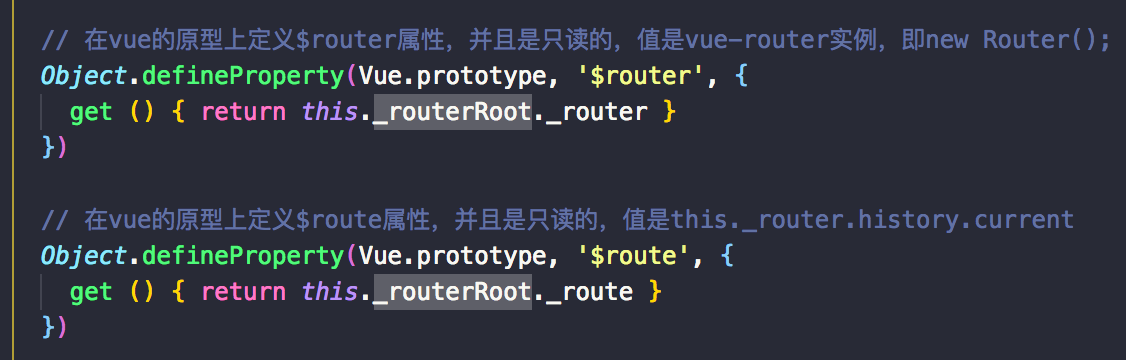 // 在vue的原型上定义$router属性，并且是只读的，值是vue-router实例，即new Router();
Object.defineProperty(Vue.prototype, '$router', {
  get () { return this._routerRoot._router }
})

// 在vue的原型上定义$route属性，并且是只读的，值是this._router.history.current
Object.defineProperty(Vue.prototype, '$route', {
  get () { return this._routerRoot._route }
})